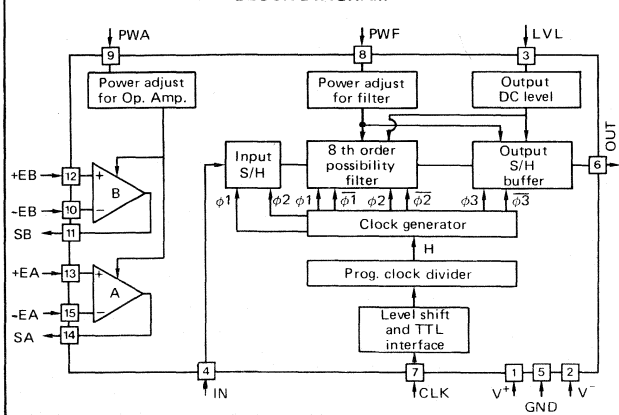 BLOCK DIAGRAM
PWA
PWF
LVL
9
8
3
Power adjust
for Op. Amp.
Power adjust
for filter
Output
DC level
+EB
12
+
B
-EB
10
-
SB
11
+EA
13
+
A
-EA
15
-
SA
14
Input
S/H
8 th order
possibility
filter
Output
S/H
buffer
6
OUT
ϕ1
ϕ2
ϕ1
ϕ1̅
ϕ2
ϕ2̅
ϕ3
ϕ3̅
Clock generator
H
Prog. clock divider
Level shift
and TTL
interface
4
7
1
5
2
IN
CLK
V+
GND
V-